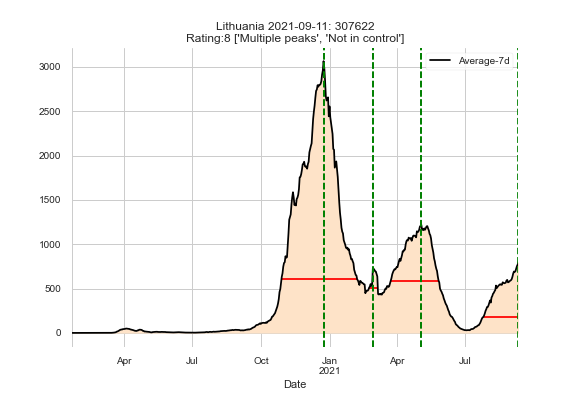 Lithuania 2021-09-11: 307622
Rating:8 ['Multiple peaks', 'Not in control']
Average-7d
3000
2500
2000
1500
1000
500
0
Apr
Jul
Oct
Jan
2021
Apr
Jul
Date